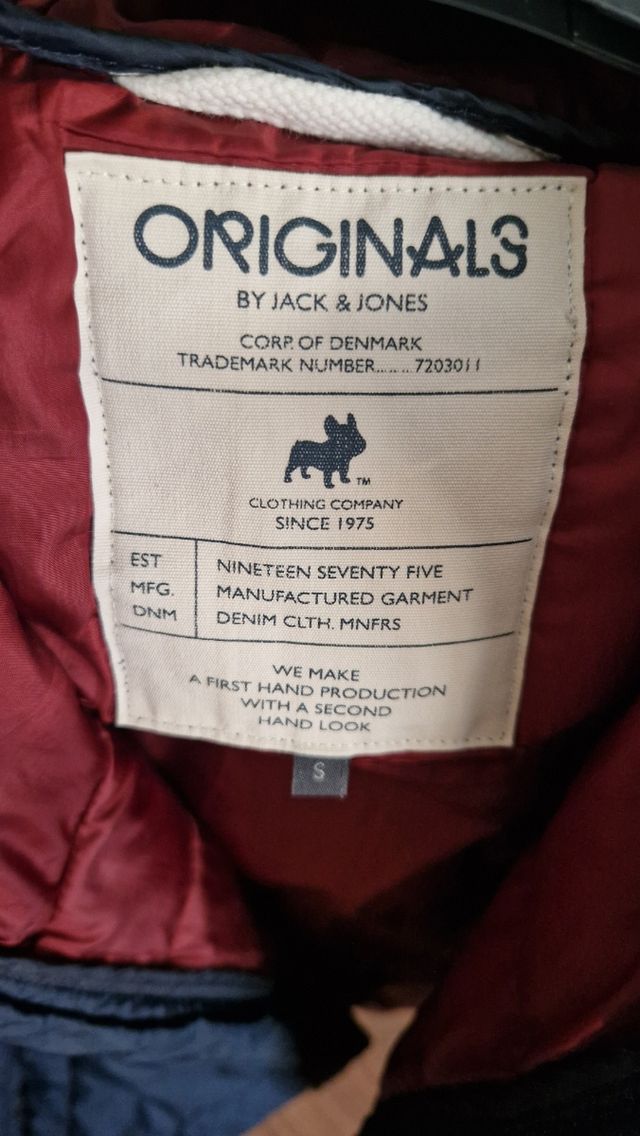 ORIGINALS
BY JACK & JONES
CORP. OF DENMARK
TRADEMARK NUMBER........7203011
TM
CLOTHING COMPANY
SINCE 1975
EST NINETEEN SEVENTY FIVE
MFG. MANUFACTURED GARMENT
DNM DENIM CLTH. MNFRS
WE MAKE
A FIRST HAND PRODUCTION
WITH A SECOND
HAND LOOK
S